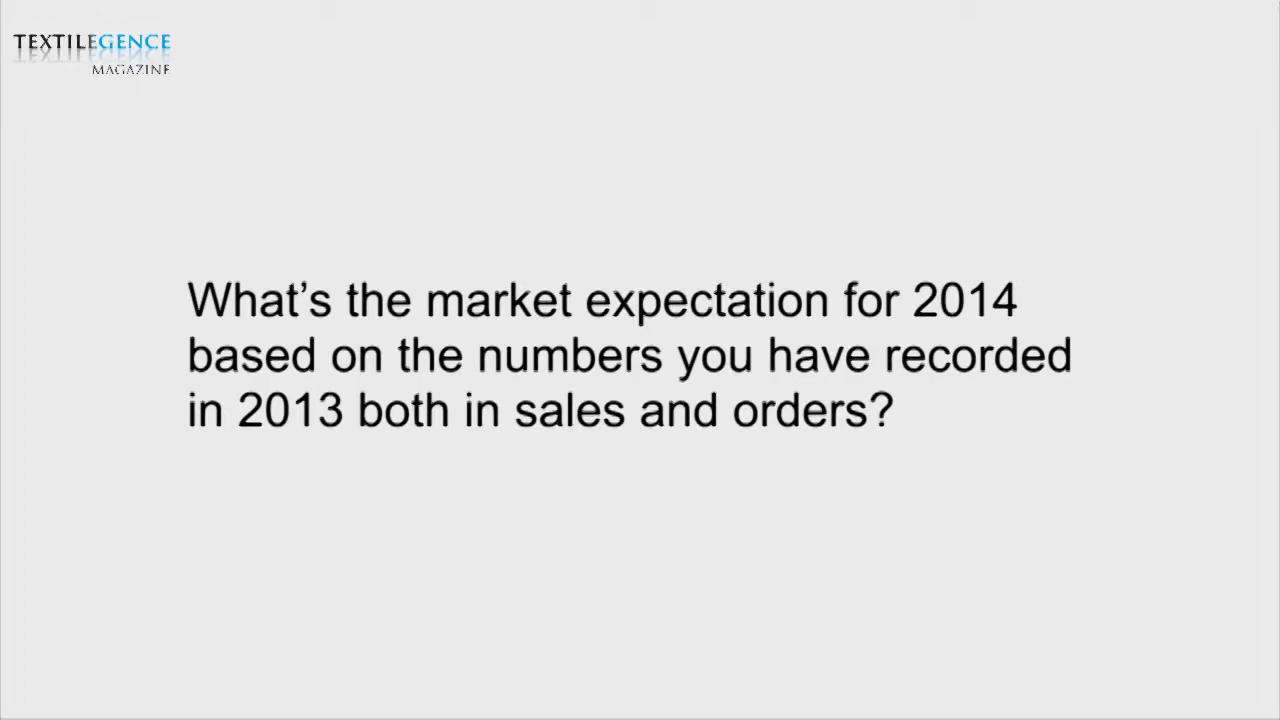 TEXTILEGENCE
MAGAZINE
What's the market expectation for 2014
based on the numbers you have recorded
in 2013 both in sales and orders?